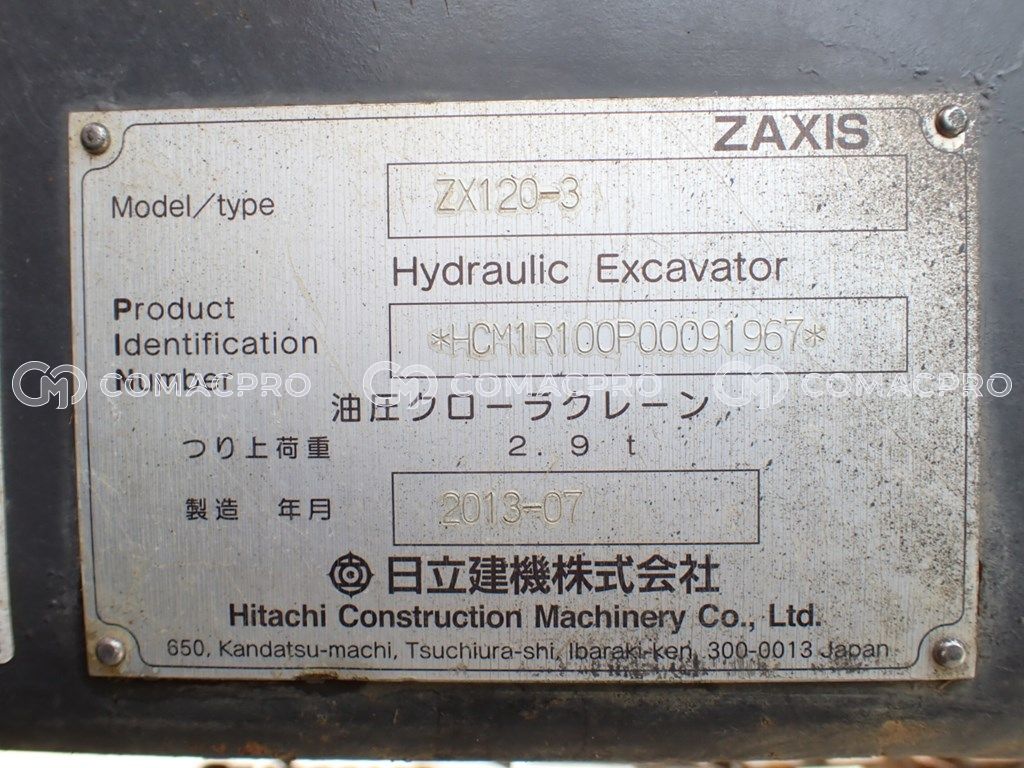 ZAXIS
Model/type ZX120-3
Hydraulic Excavator
Product
Identification *HCM1R100P00091967*
Number
COMACPRO COMACPRO COMACPRO
油圧クローラクレーン
つり上荷重 2.9 t
製造 年月 2013-07
日立建機株式会社
Hitachi Construction Machinery Co., Ltd.
650, Kandatsu-machi, Tsuchiura-shi, Ibaraki-ken, 300-0013 Japan